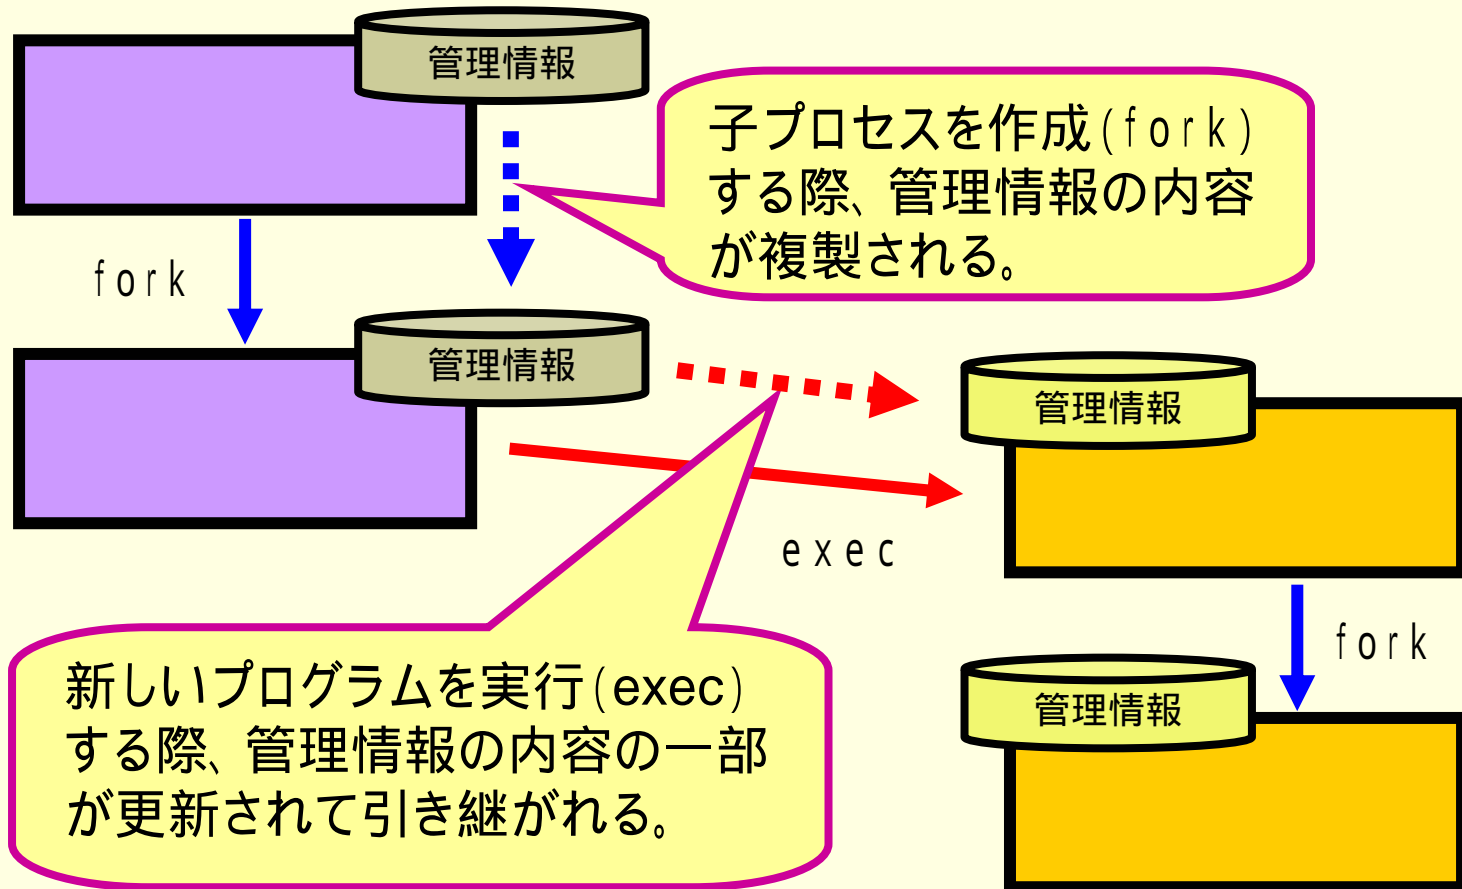 管理情報
子プロセスを作成(fork)
する際、管理情報の内容
が複製される。
fork
管理情報
管理情報
exec
fork
新しいプログラムを実行(exec)
する際、管理情報の内容の一部
が更新されて引き継がれる。
管理情報